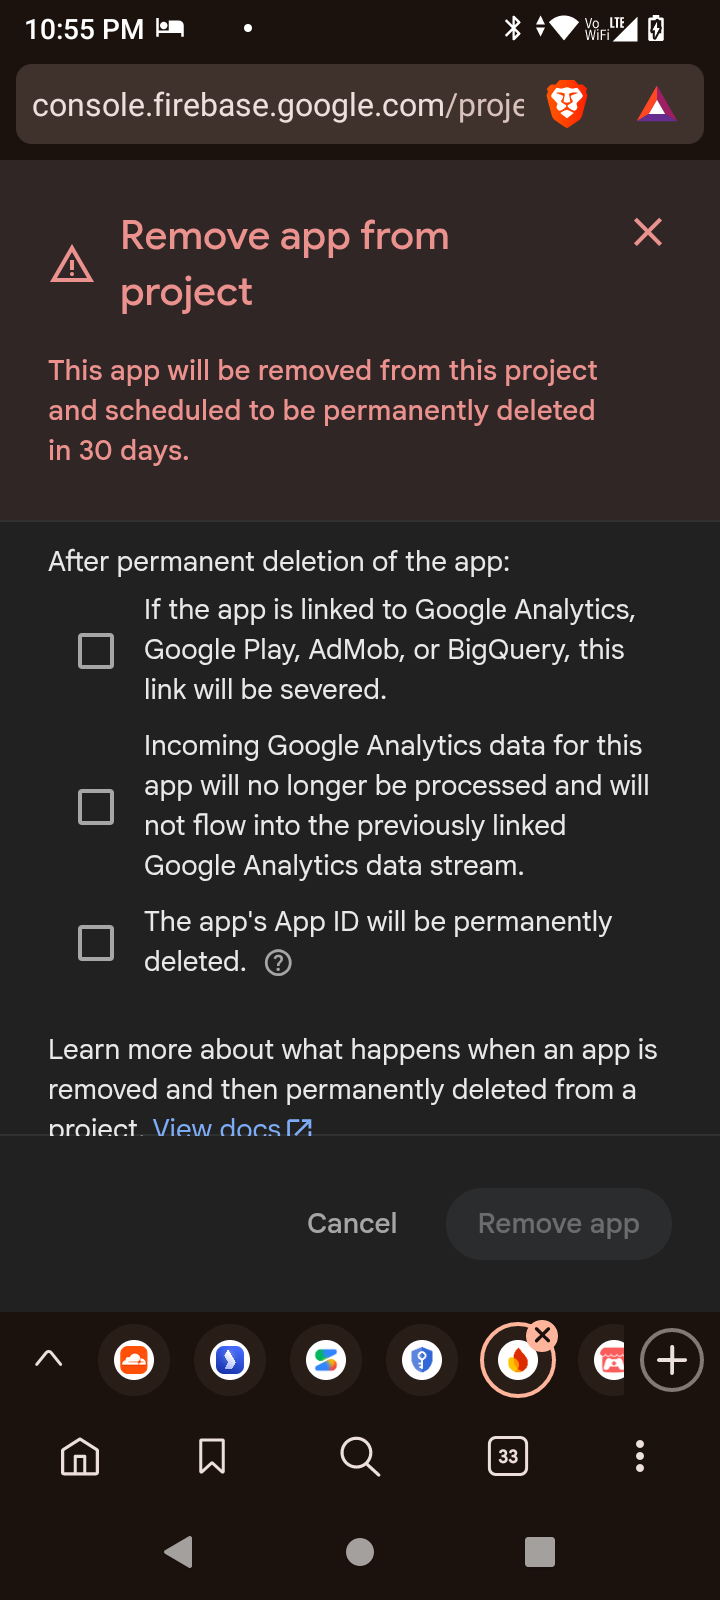 10:55 PM
Vo WiFi LTE
console.firebase.google.com/proje
Remove app from
project
This app will be removed from this project
and scheduled to be permanently deleted
in 30 days.
After permanent deletion of the app:
If the app is linked to Google Analytics,
Google Play, AdMob, or BigQuery, this
link will be severed.
Incoming Google Analytics data for this
app will no longer be processed and will
not flow into the previously linked
Google Analytics data stream.
The app's App ID will be permanently
deleted.
Learn more about what happens when an app is
removed and then permanently deleted from a
project. View docs
Cancel
Remove app
33